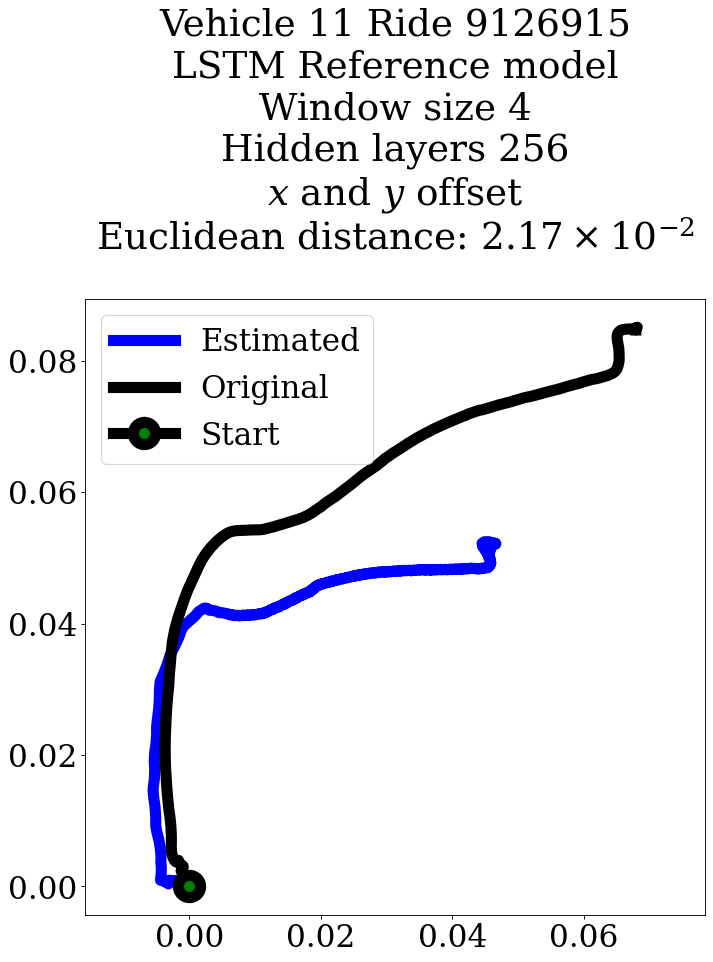 Vehicle 11 Ride 9126915
LSTM Reference model
Window size 4
Hidden layers 256
x and y offset
Euclidean distance: 2.17 × 10⁻²
Estimated
Original
Start
0.08
0.06
0.04
0.02
0.00
0.00 0.02 0.04 0.06